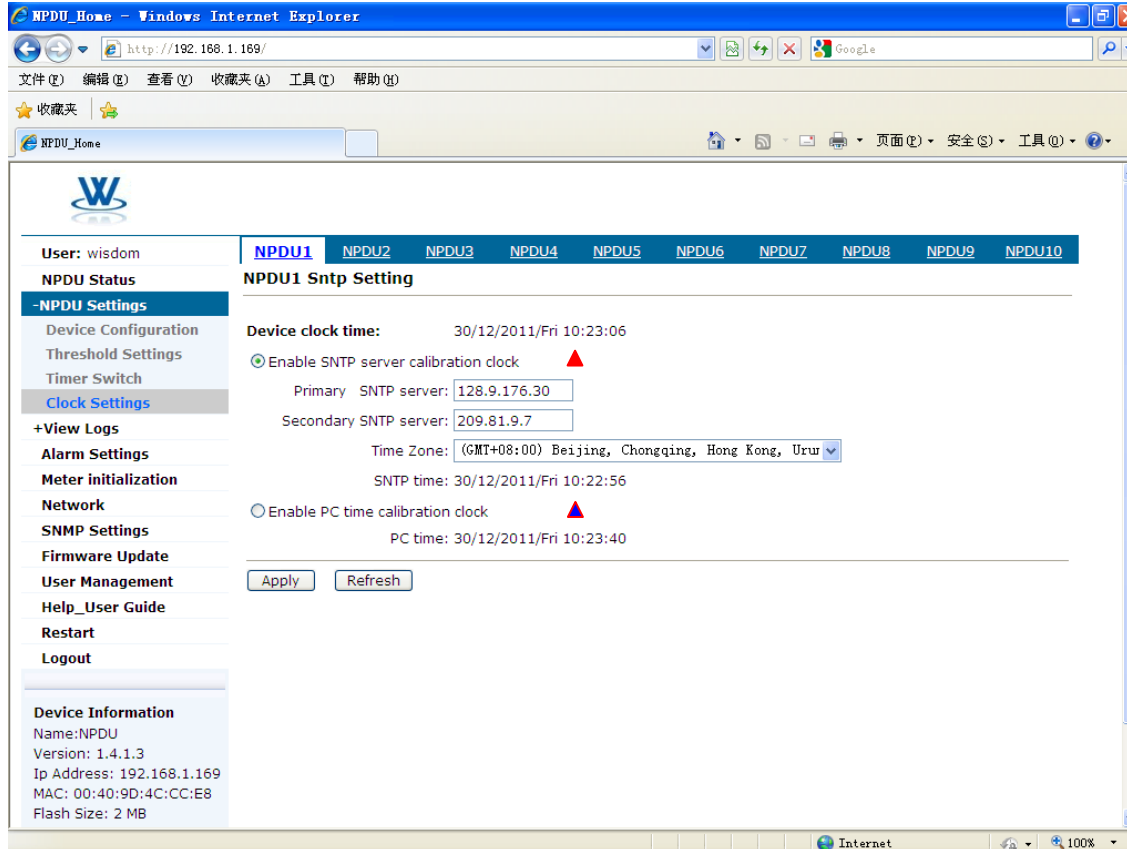 NPDU_Home - Windows Internet Explorer
http://192.168.1.169/
Google
文件(F) 编辑(E) 查看(V) 收藏夹(A) 工具(T) 帮助(H)
收藏夹
NPDU_Home
页面(P) 安全(S) 工具(O)
W
User: wisdom
NPDU Status
-NPDU Settings
Device Configuration
Threshold Settings
Timer Switch
Clock Settings
+View Logs
Alarm Settings
Meter initialization
Network
SNMP Settings
Firmware Update
User Management
Help_User Guide
Restart
Logout
Device Information
Name:NPDU
Version: 1.4.1.3
Ip Address: 192.168.1.169
MAC: 00:40:9D:4C:CC:E8
Flash Size: 2 MB
NPDU1 NPDU2 NPDU3 NPDU4 NPDU5 NPDU6 NPDU7 NPDU8 NPDU9 NPDU10
NPDU1 Sntp Setting
Device clock time: 30/12/2011/Fri 10:23:06
Enable SNTP server calibration clock
Primary SNTP server: 128.9.176.30
Secondary SNTP server: 209.81.9.7
Time Zone: (GMT+08:00) Beijing, Chongqing, Hong Kong, Urur
SNTP time: 30/12/2011/Fri 10:22:56
Enable PC time calibration clock
PC time: 30/12/2011/Fri 10:23:40
Apply Refresh
Internet 100%